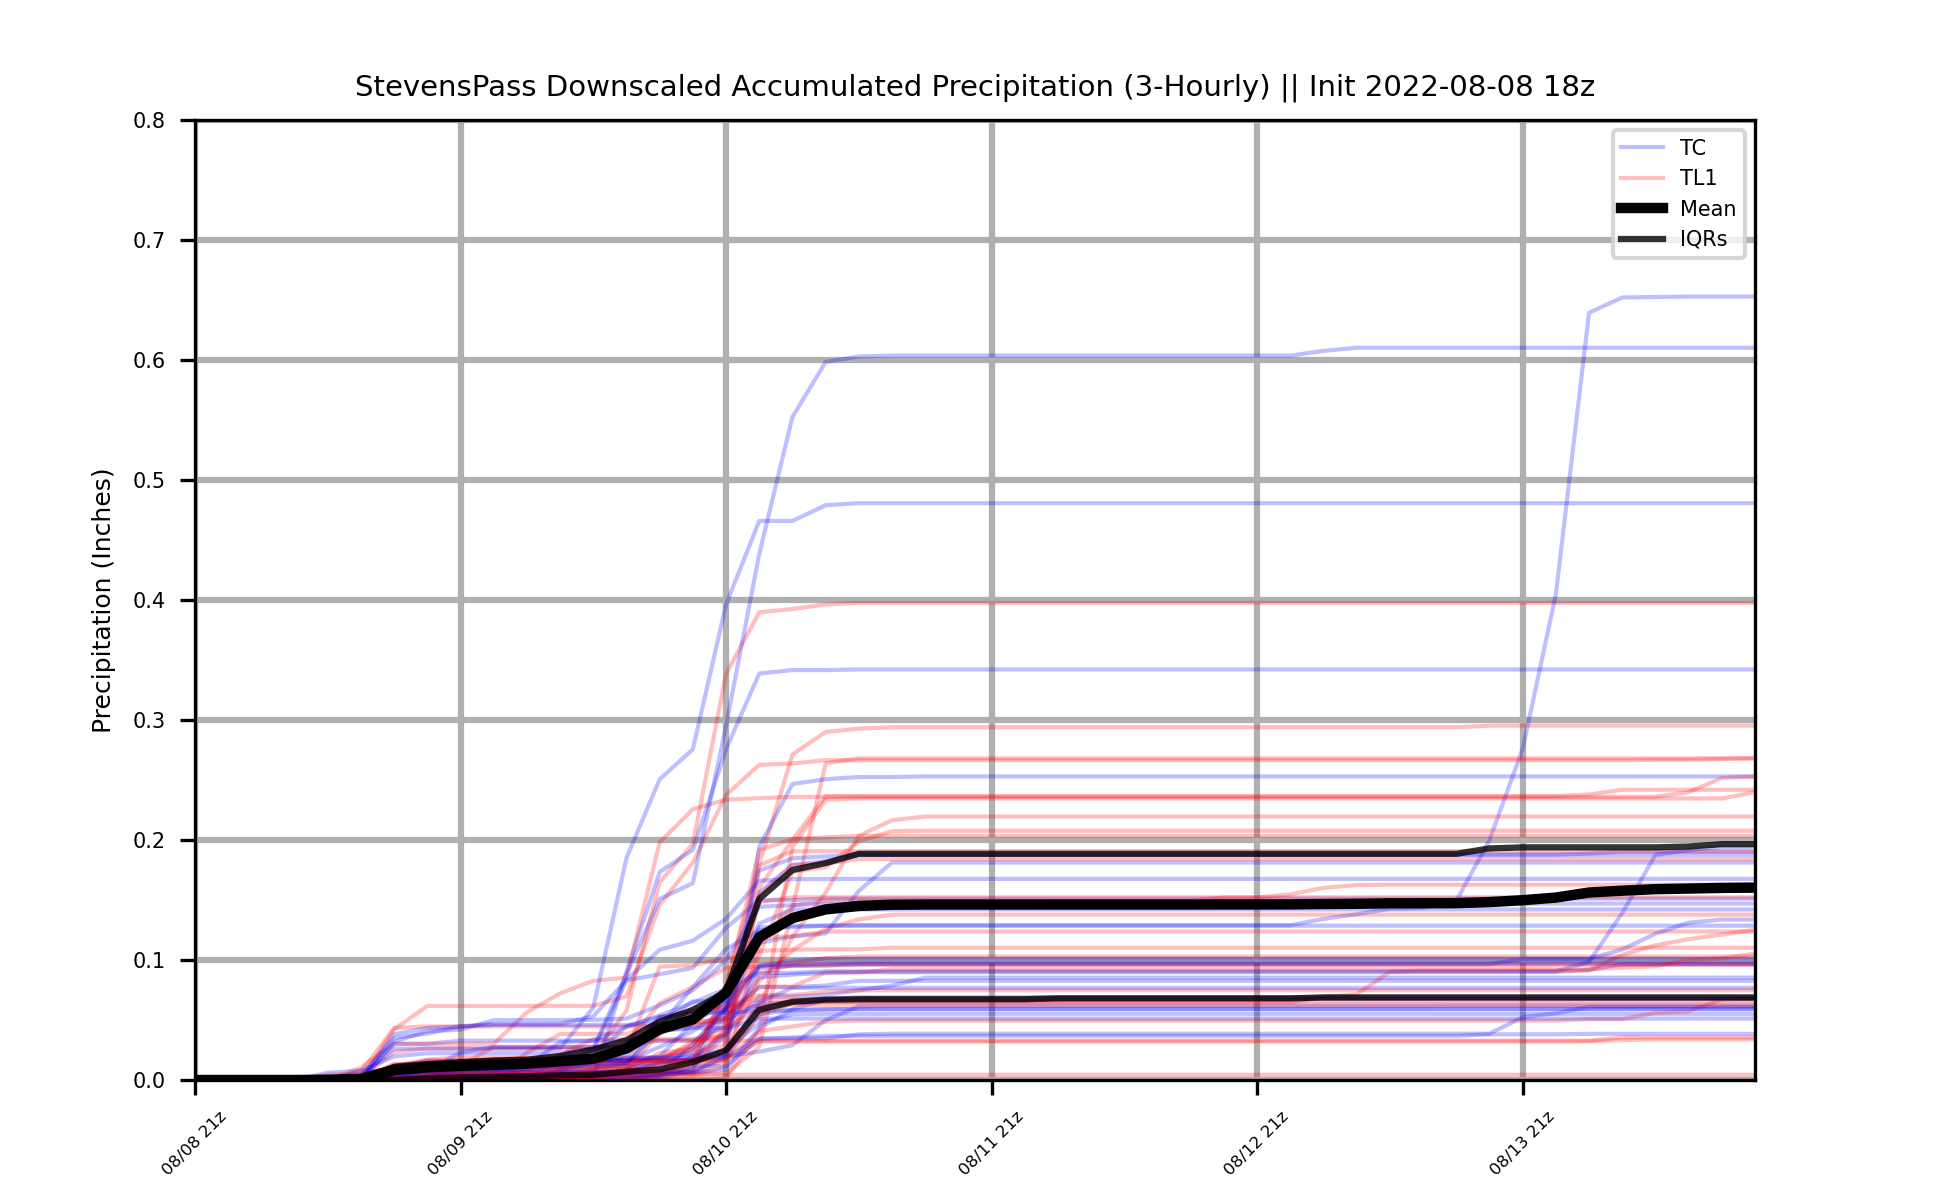 StevensPass Downscaled Accumulated Precipitation (3-Hourly) || Init 2022-08-08 18z
TC
TL1
Mean
IQRs
Precipitation (Inches)
0.8
0.7
0.6
0.5
0.4
0.3
0.2
0.1
0.0
08/08 21z
08/09 21z
08/10 21z
08/11 21z
08/12 21z
08/13 21z